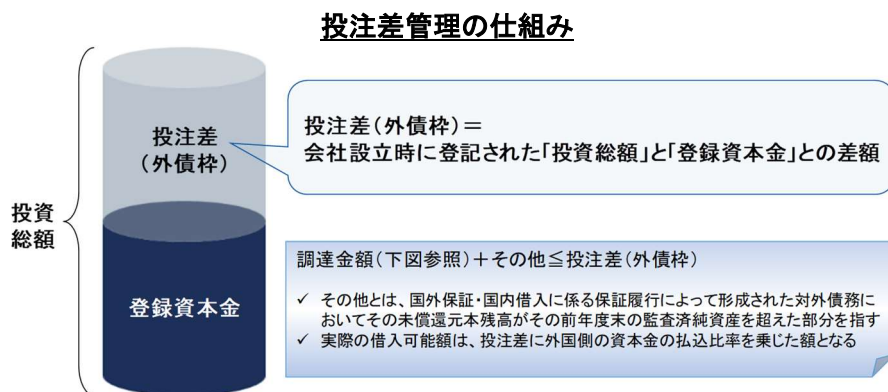 投注差管理の仕組み
投注差
(外債枠)
投資
総額
登録資本金
投注差(外債枠)＝
会社設立時に登記された「投資総額」と「登録資本金」との差額
調達金額(下図参照)＋その他≦投注差(外債枠)
✓ その他とは、国外保証・国内借入に係る保証履行によって形成された対外債務に
おいてその未償還元本残高がその前年度末の監査済純資産を超えた部分を指す
✓ 実際の借入可能額は、投注差に外国側の資本金の払込比率を乗じた額となる